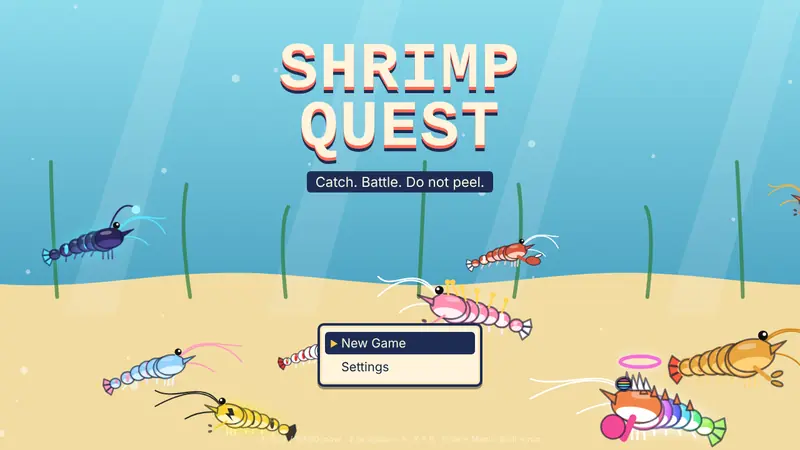 SHRIMP
QUEST
Catch. Battle. Do not peel.
New Game
Settings